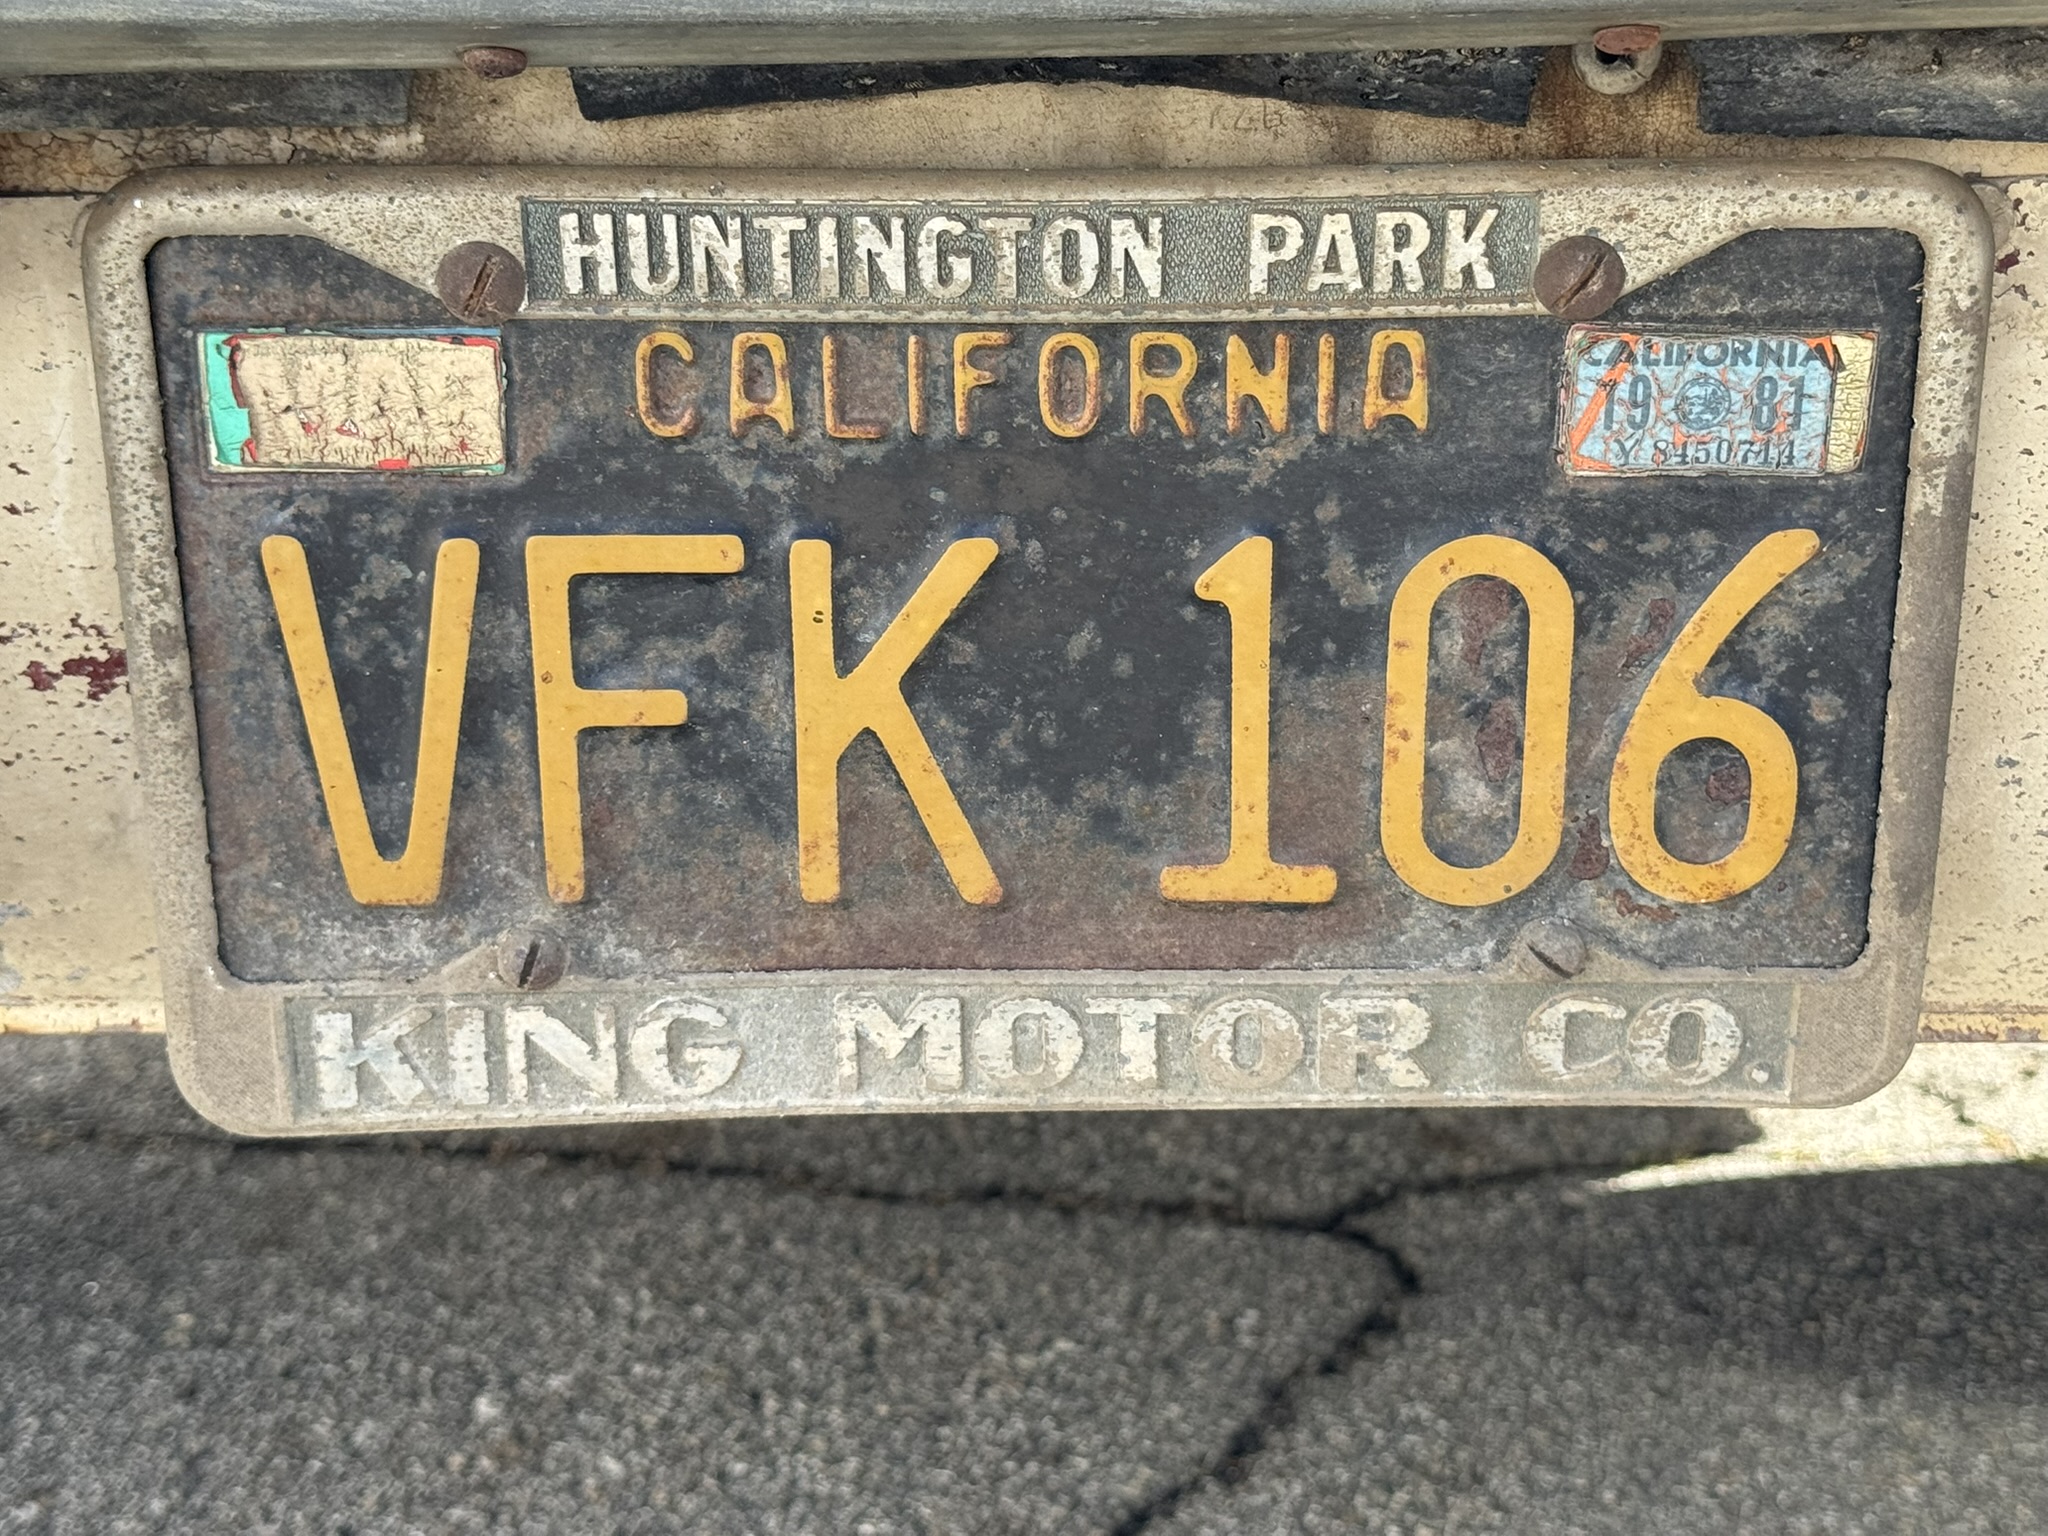 HUNTINGTON PARK
CALIFORNIA
CALIFORNIA
19 81
Y 8450714
VFK 106
KING MOTOR CO.